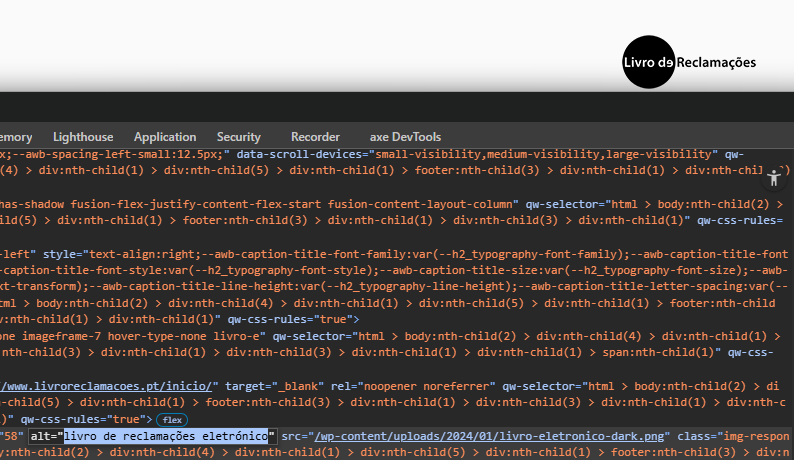 Livro de Reclamações
emory Lighthouse Application Security Recorder axe DevTools
x;--awb-spacing-left-small:12.5px;" data-scroll-devices="small-visibility,medium-visibility,large-visibility" qw-
(4) > div:nth-child(1) > div:nth-child(5) > div:nth-child(1) > footer:nth-child(3) > div:nth-child(1) > div:nth-chil
has-shadow fusion-flex-justify-content-flex-start fusion-content-layout-column" qw-selector="html > body:nth-child(2) >
ild(5) > div:nth-child(1) > footer:nth-child(3) > div:nth-child(1) > div:nth-child(3) > div:nth-child(1)" qw-css-rules=
-left" style="text-align:right;--awb-caption-title-font-family:var(--h2_typography-font-family);--awb-caption-title-font
b-caption-title-font-style:var(--h2_typography-font-style);--awb-caption-title-size:var(--h2_typography-font-size);--awb-
xt-transform);--awb-caption-title-line-height:var(--h2_typography-line-height);--awb-caption-title-letter-spacing:var(--
tml > body:nth-child(2) > div:nth-child(4) > div:nth-child(1) > div:nth-child(5) > div:nth-child(1) > footer:nth-child
v:nth-child(1) > div:nth-child(1)" qw-css-rules="true">
one imageframe-7 hover-type-none livro-e" qw-selector="html > body:nth-child(2) > div:nth-child(4) > div:nth-child(1) >
:nth-child(3) > div:nth-child(1) > div:nth-child(3) > div:nth-child(1) > div:nth-child(1) > span:nth-child(1)" qw-css-
/www.livroreclamacoes.pt/inicio/" target="_blank" rel="noopener noreferrer" qw-selector="html > body:nth-child(2) > di
-child(5) > div:nth-child(1) > footer:nth-child(3) > div:nth-child(1) > div:nth-child(3) > div:nth-child(1) > div:nth-c
)" qw-css-rules="true"> flex
"58" alt="livro de reclamações eletrónico" src="/wp-content/uploads/2024/01/livro-eletronico-dark.png" class="img-respon
y:nth-child(2) > div:nth-child(4) > div:nth-child(1) > div:nth-child(5) > div:nth-child(1) > footer:nth-child(3) > div:n